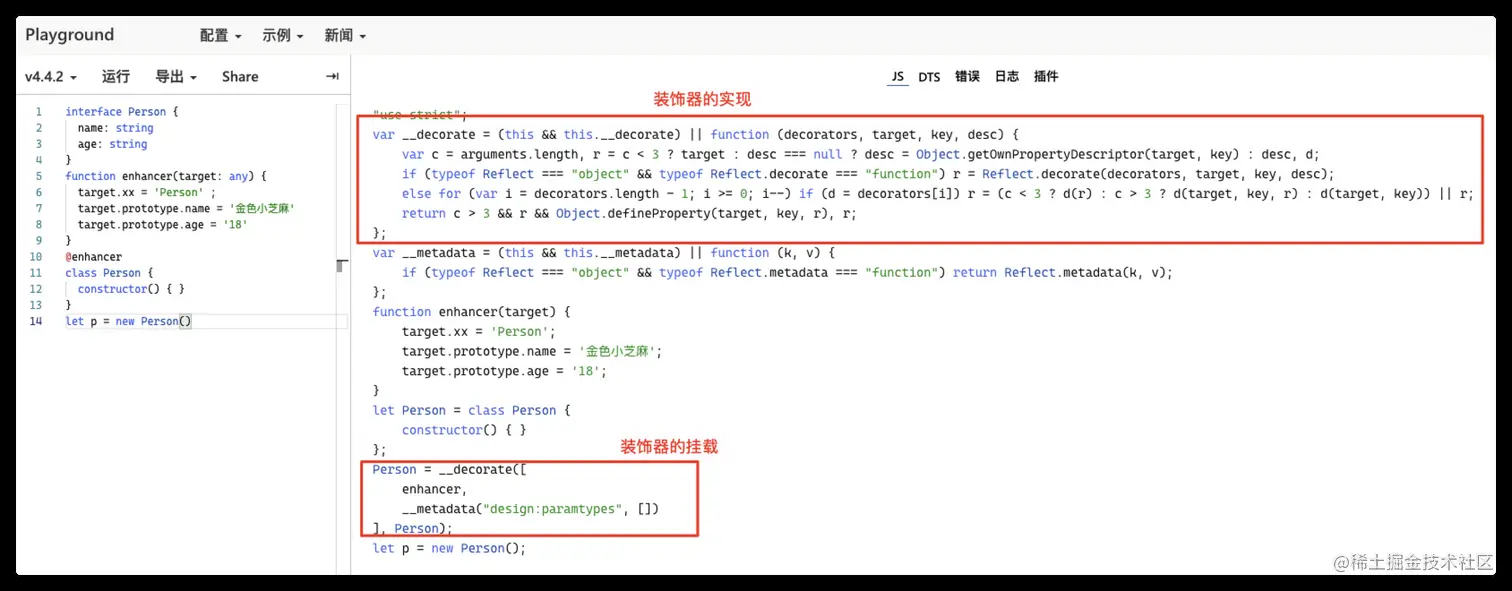 Playground 配置 示例 新闻
v4.4.2 运行 导出 Share
JS DTS 错误 日志 插件
1 interface Person {
2 name: string
3 age: string
4 }
5 function enhancer(target: any) {
6 target.xx = 'Person' ;
7 target.prototype.name = '金色小芝麻'
8 target.prototype.age = '18'
9 }
10 @enhancer
11 class Person {
12 constructor() { }
13 }
14 let p = new Person()
装饰器的实现
"use strict";
var __decorate = (this && this.__decorate) || function (decorators, target, key, desc) {
var c = arguments.length, r = c < 3 ? target : desc === null ? desc = Object.getOwnPropertyDescriptor(target, key) : desc, d;
if (typeof Reflect === "object" && typeof Reflect.decorate === "function") r = Reflect.decorate(decorators, target, key, desc);
else for (var i = decorators.length - 1; i >= 0; i--) if (d = decorators[i]) r = (c < 3 ? d(r) : c > 3 ? d(target, key, r) : d(target, key)) || r;
return c > 3 && r && Object.defineProperty(target, key, r), r;
};
var __metadata = (this && this.__metadata) || function (k, v) {
if (typeof Reflect === "object" && typeof Reflect.metadata === "function") return Reflect.metadata(k, v);
};
function enhancer(target) {
target.xx = 'Person';
target.prototype.name = '金色小芝麻';
target.prototype.age = '18';
}
let Person = class Person {
constructor() { }
};
装饰器的挂载
Person = __decorate([
enhancer,
__metadata("design:paramtypes", [])
], Person);
let p = new Person();
@稀土掘金技术社区